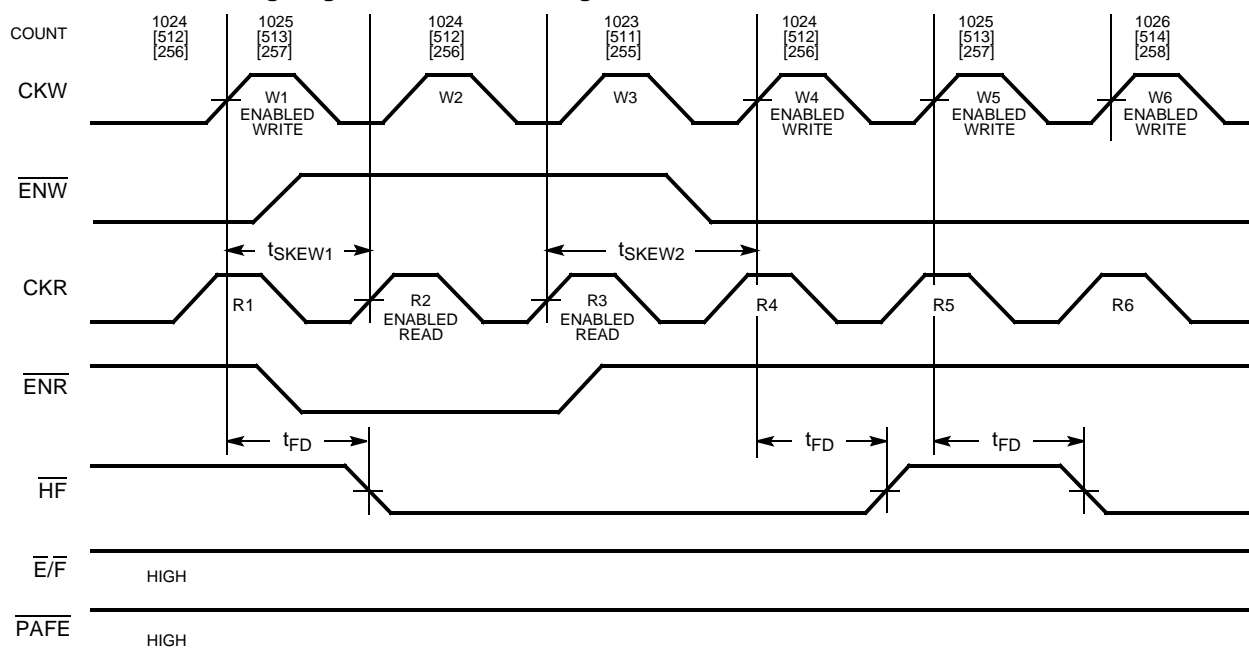 COUNT
1024
[512]
[256]
1025
[513]
[257]
1024
[512]
[256]
1023
[511]
[255]
1024
[512]
[256]
1025
[513]
[257]
1026
[514]
[258]
CKW
W1
ENABLED
WRITE
W2
W3
W4
ENABLED
WRITE
W5
ENABLED
WRITE
W6
ENABLED
WRITE
ENW
tSKEW1
tSKEW2
CKR
R1
R2
ENABLED
READ
R3
ENABLED
READ
R4
R5
R6
ENR
tFD
tFD
tFD
HF
E/F
HIGH
PAFE
HIGH